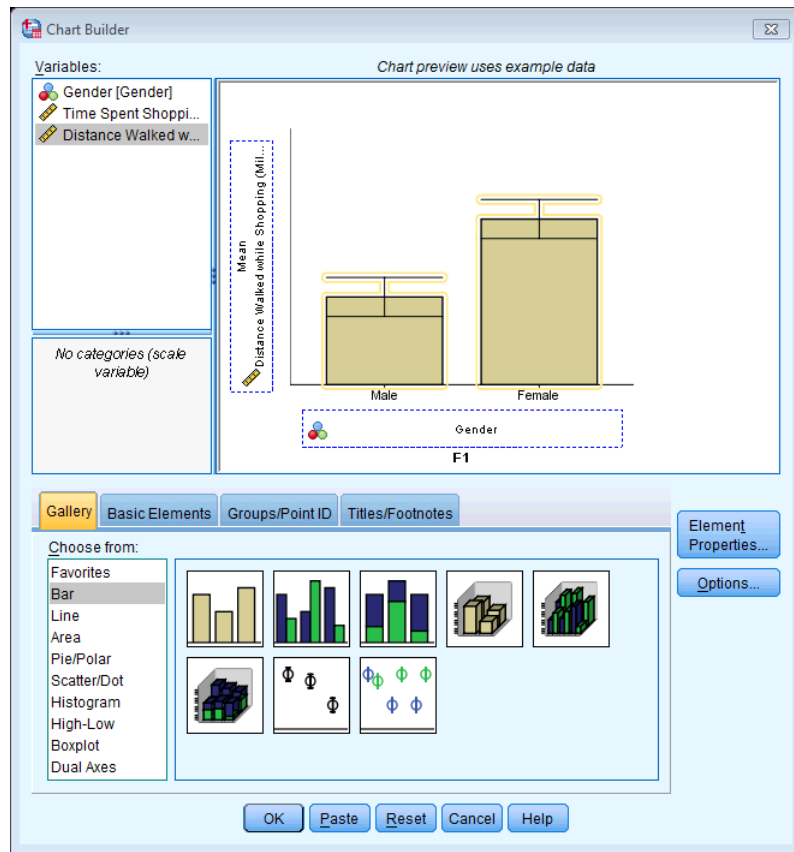 Chart Builder
Variables:
Chart preview uses example data
Gender [Gender]
Time Spent Shoppi...
Distance Walked w...
No categories (scale
variable)
Mean
Distance Walked while Shopping (Mil...
Male
Female
Gender
F1
Gallery
Basic Elements
Groups/Point ID
Titles/Footnotes
Element
Properties...
Options...
Choose from:
Favorites
Bar
Line
Area
Pie/Polar
Scatter/Dot
Histogram
High-Low
Boxplot
Dual Axes
OK
Paste
Reset
Cancel
Help